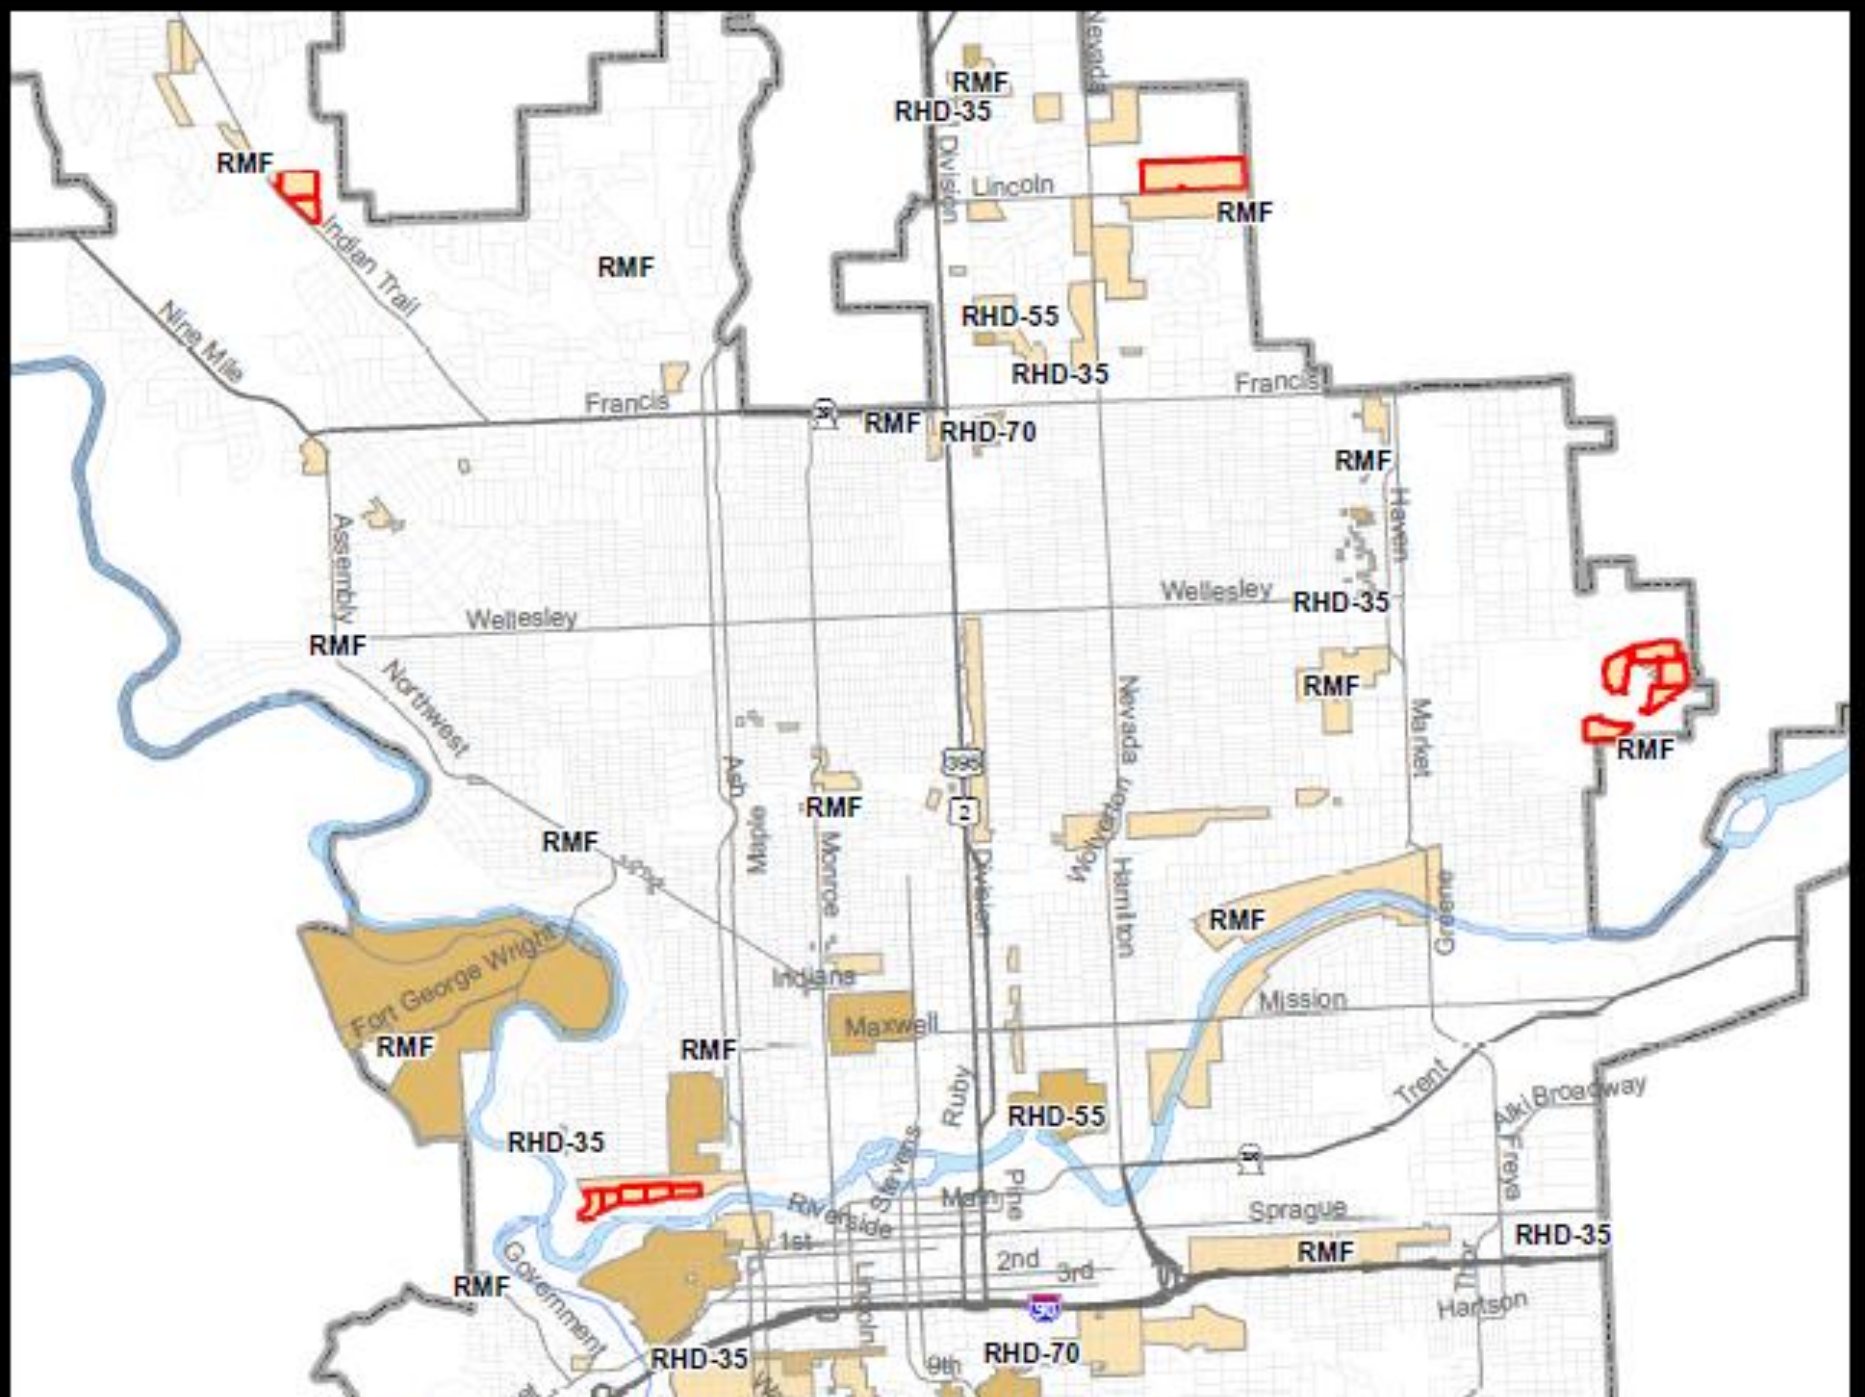 Nevada
RMF
RHD-35
Division
RMF
Lincoln
RMF
Indian Trail
RMF
Nine Mile
RHD-55
RHD-35
Francis
Francis
RMF
RHD-70
RMF
Haven
Assembly
Wellesley
Wellesley
RHD-35
RMF
Northwest
RMF
Nevada
Market
RMF
395
Ash
2
RMF
Maple
Monroe
Wolverton
RMF
Division
Hamilton
RMF
Greene
Fort George Wright
Indiana
Mission
Maxwell
RMF
RMF
Ruby
Trent
Alki
Broadway
RHD-55
RHD-35
Stevens
Freya
Main
Pine
Riverside
Sprague
1st
RHD-35
2nd
3rd
RMF
Thor
Government
RMF
Lincoln
90
Hartson
RHD-35
9th
RHD-70